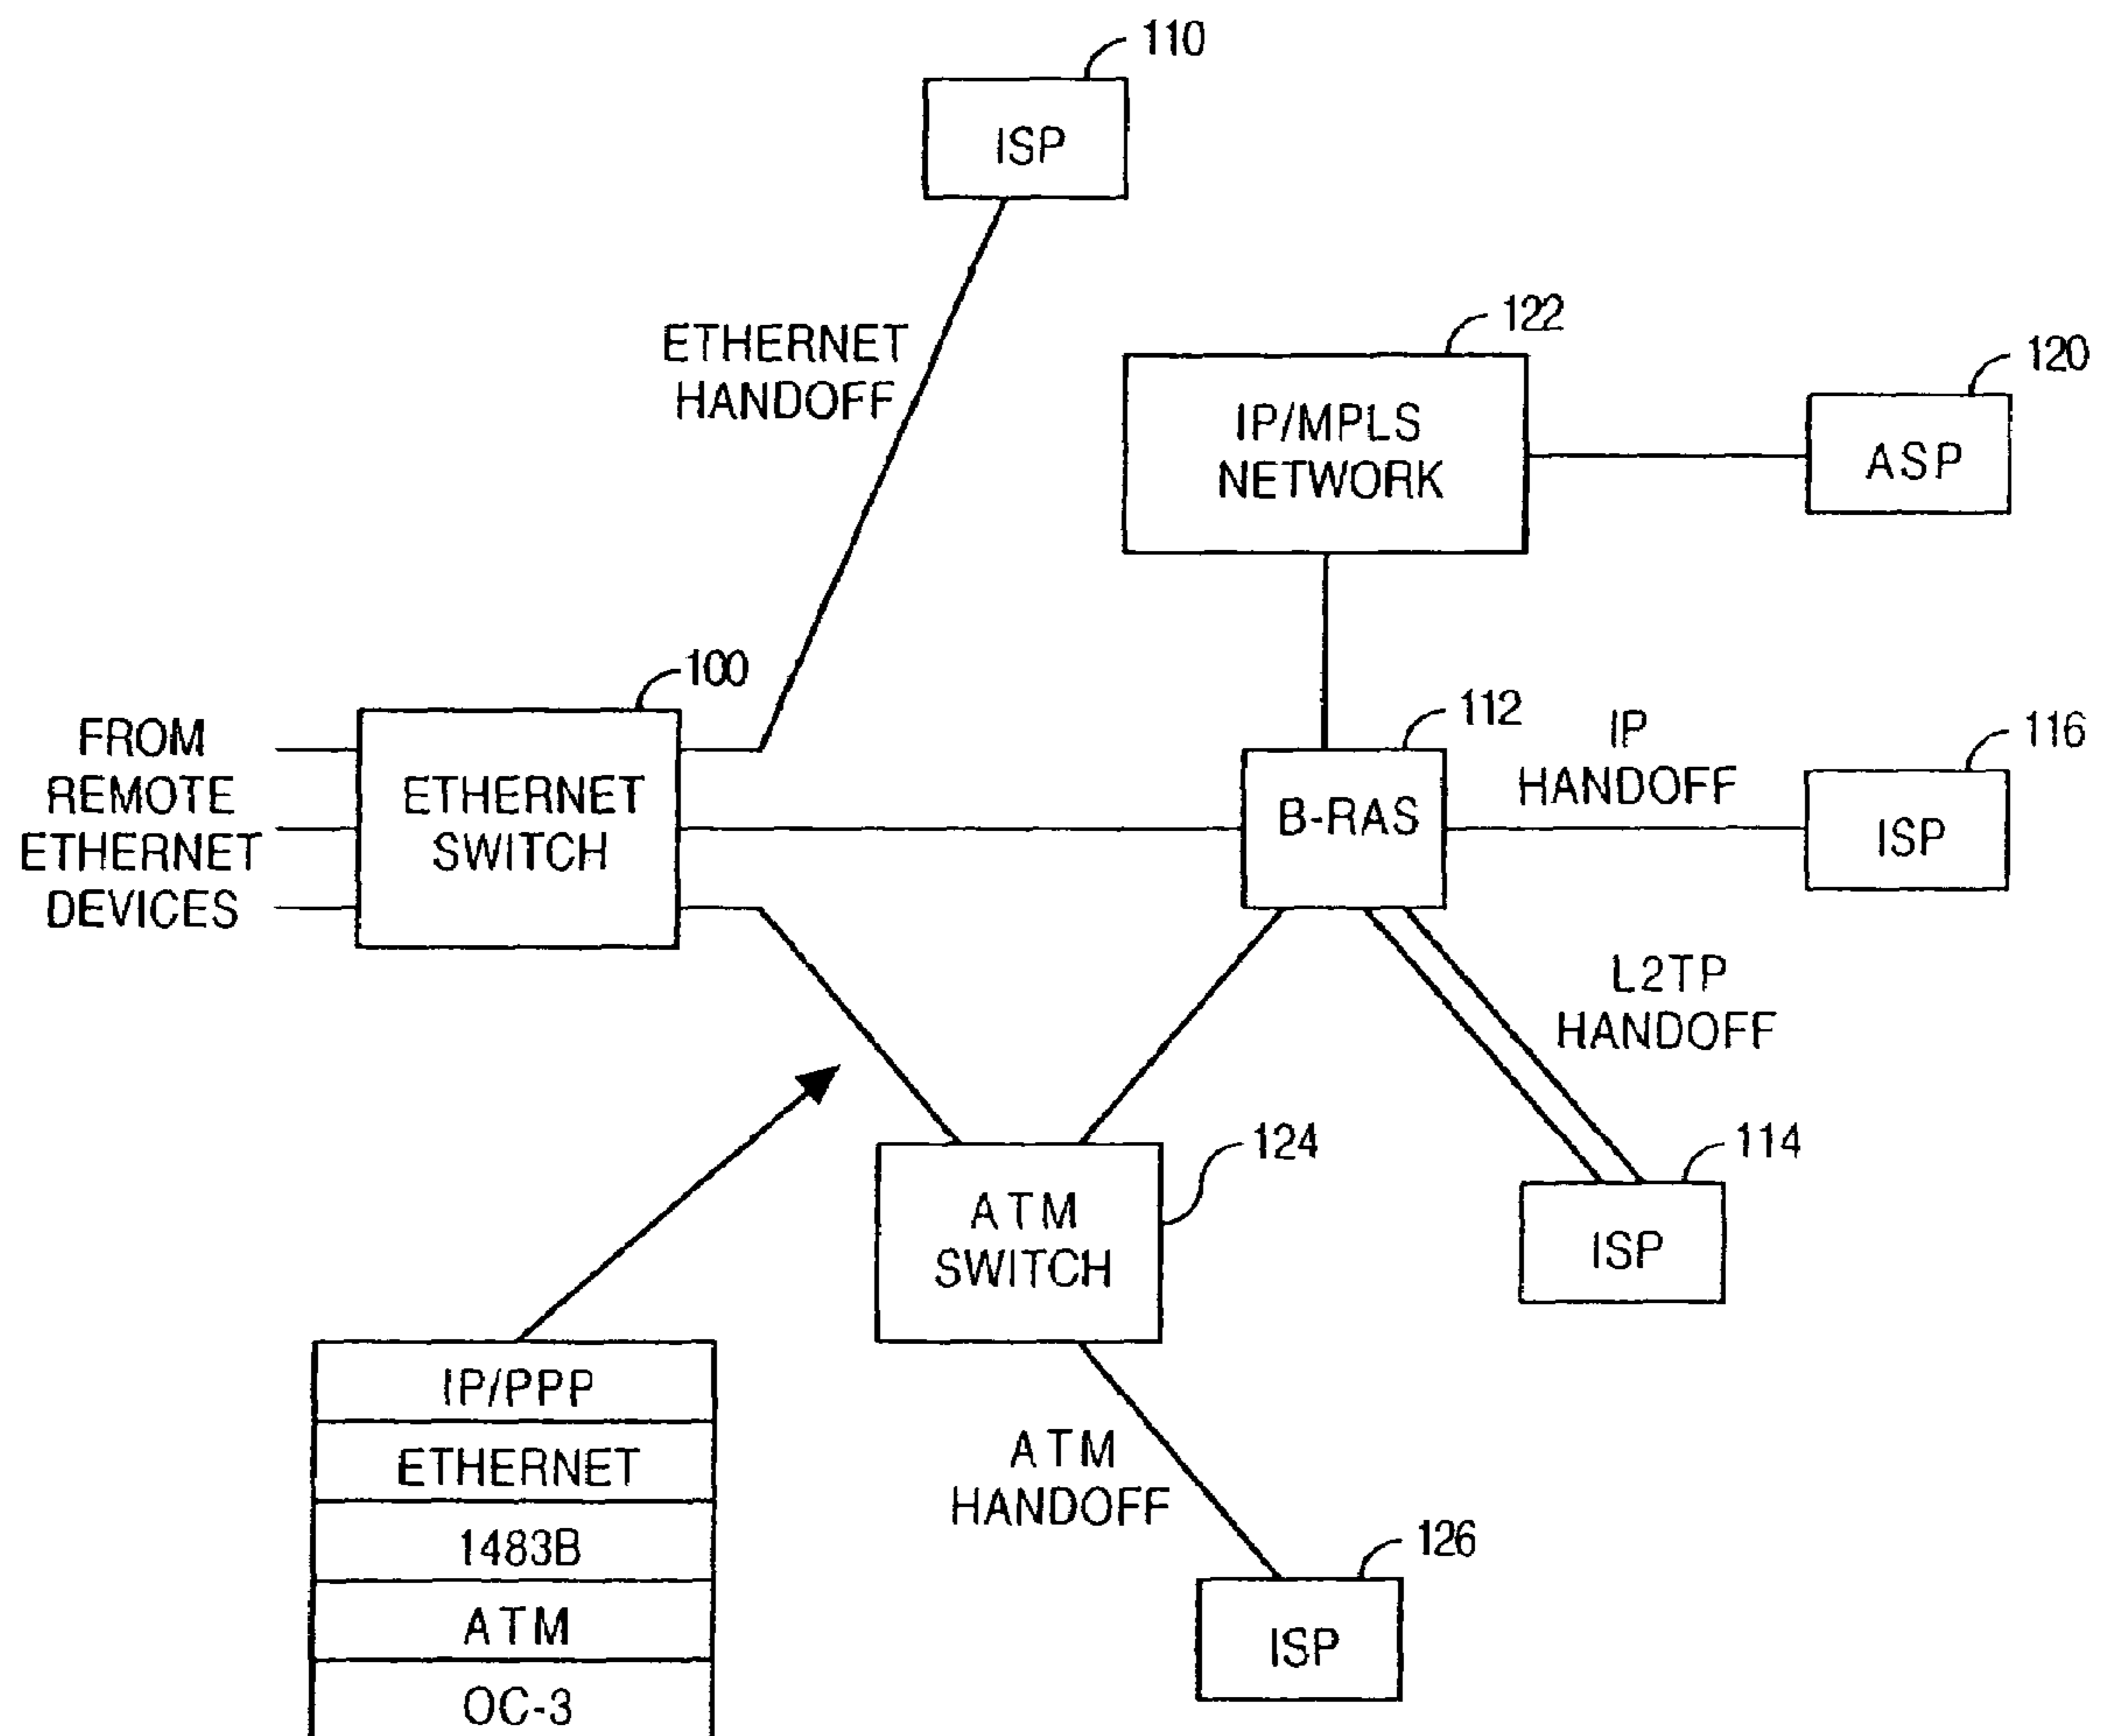 110
ISP
ETHERNET
HANDOFF
122
IP/MPLS
NETWORK
120
ASP
100
FROM
REMOTE
ETHERNET
DEVICES
ETHERNET
SWITCH
112
B-RAS
IP
HANDOFF
116
ISP
L2TP
HANDOFF
124
ATM
SWITCH
114
ISP
IP/PPP
ETHERNET
1483B
ATM
OC-3
ATM
HANDOFF
126
ISP